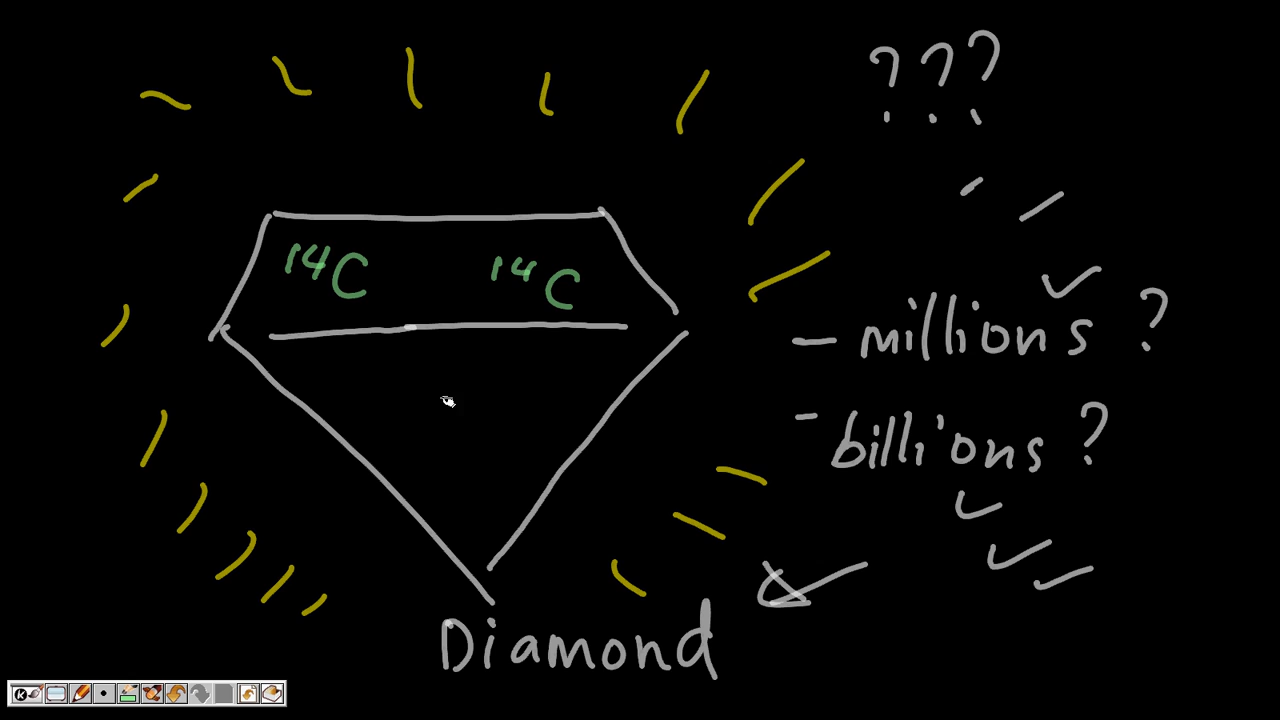 ???
¹⁴C ¹⁴C
- millions ?
- billions ?
Diamond